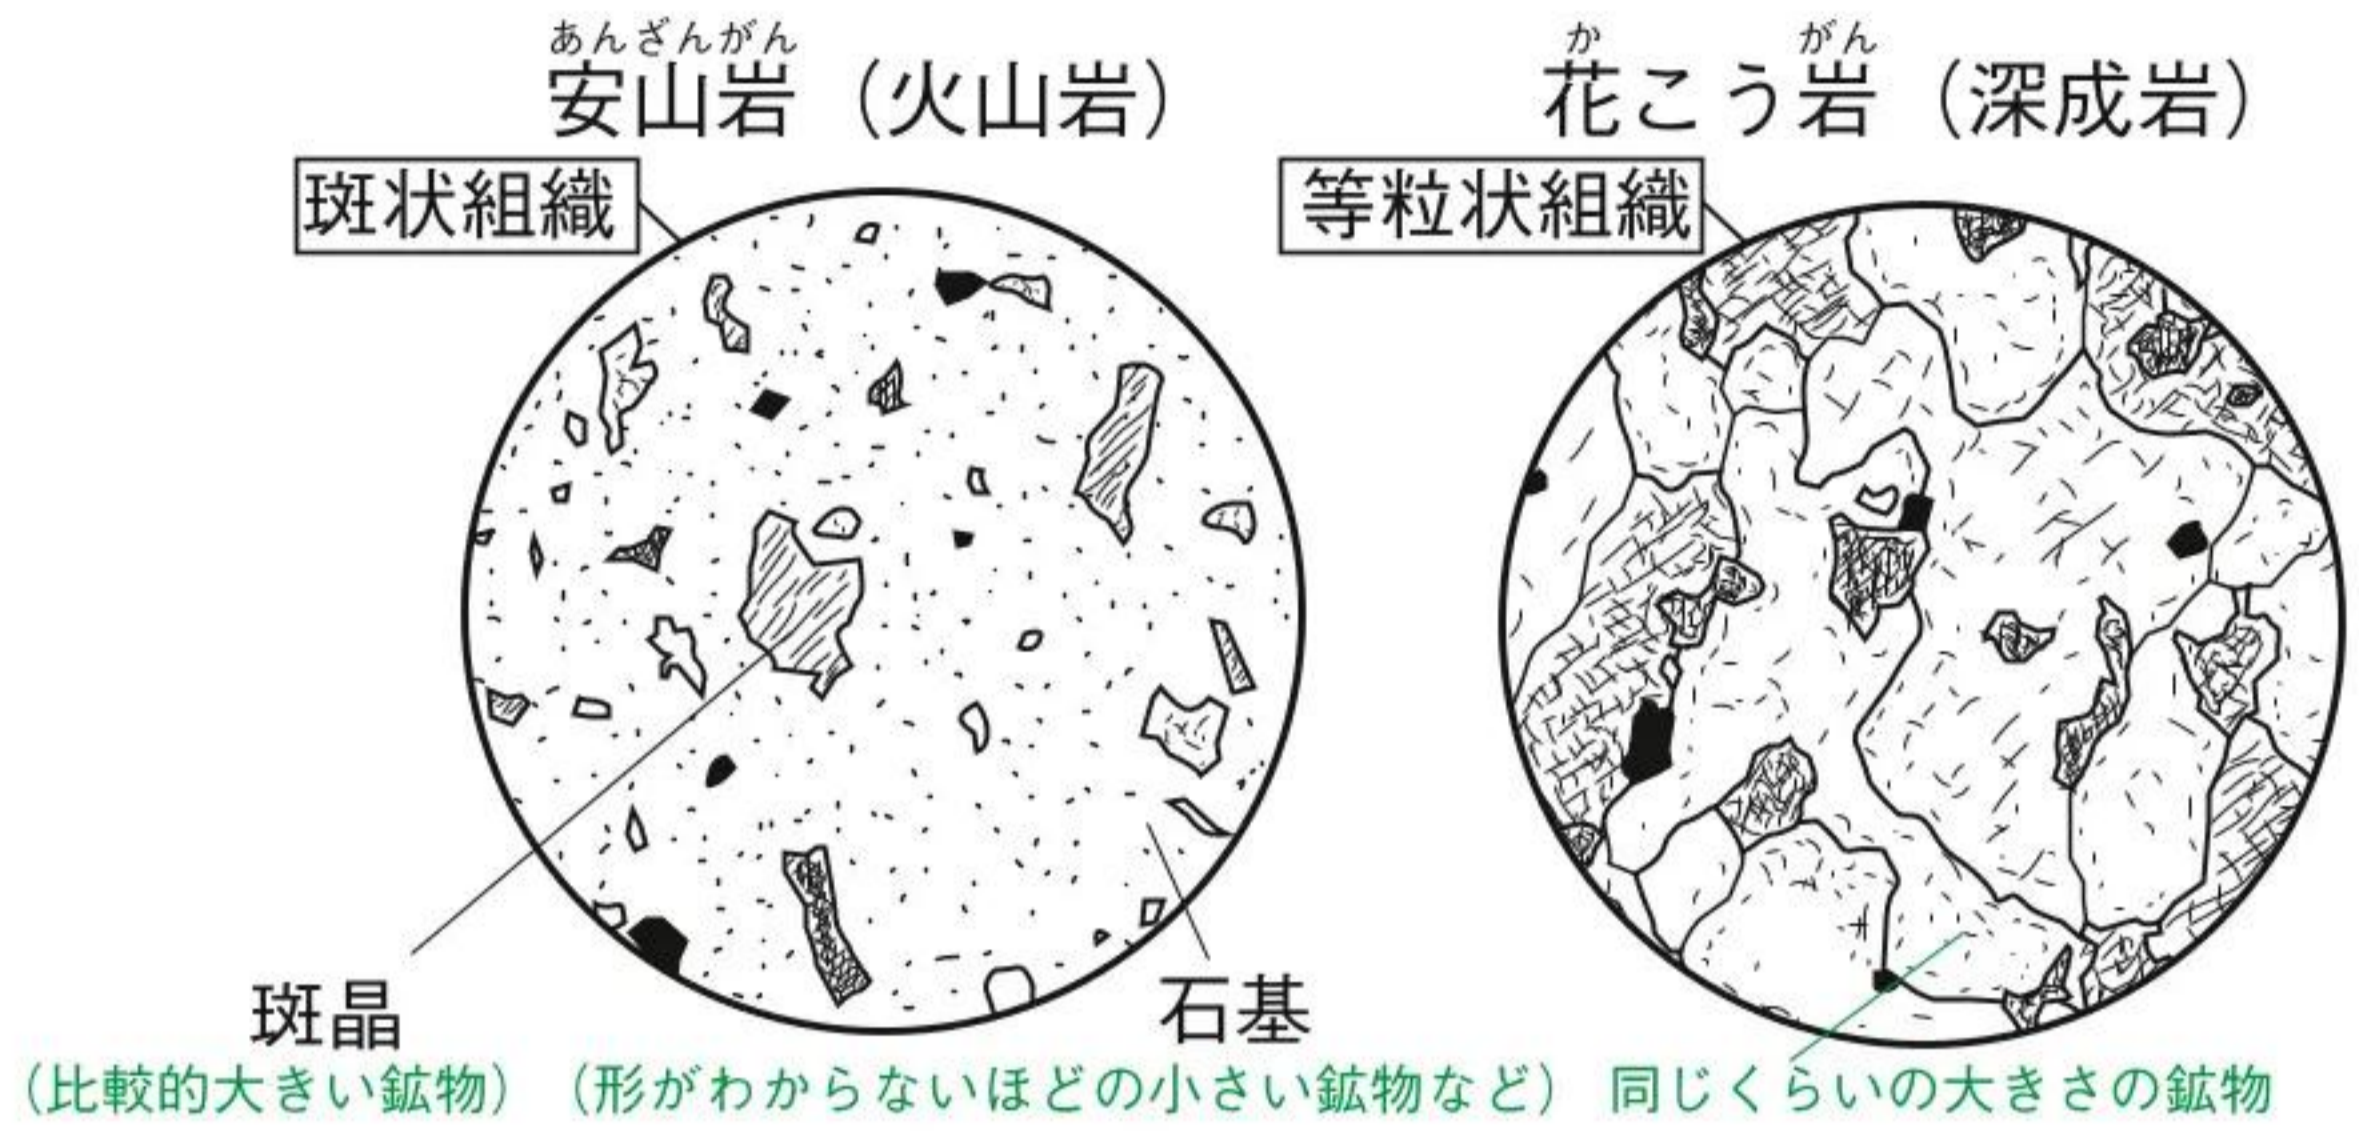 あんざんがん
安山岩（火山岩）
斑状組織
斑晶
（比較的大きい鉱物）
石基
（形がわからないほどの小さい鉱物など）
か がん
花こう岩（深成岩）
等粒状組織
同じくらいの大きさの鉱物